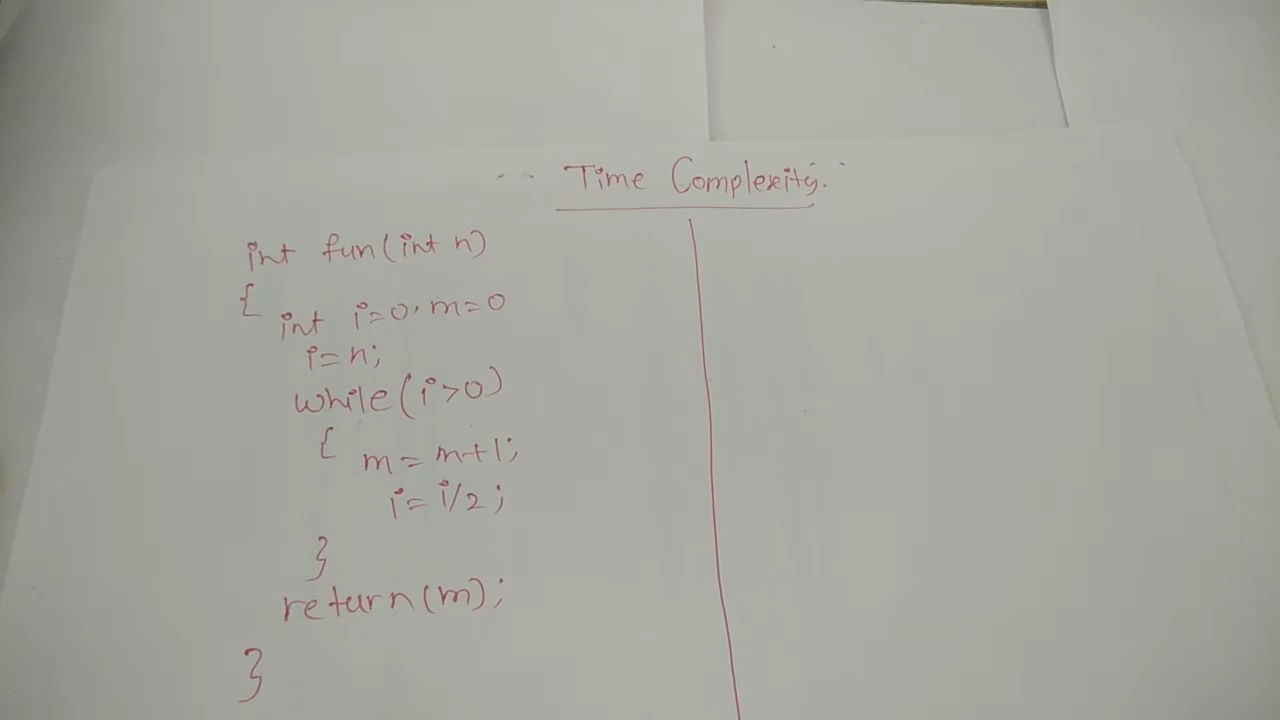 Time Complexity.
int fun(int n)
{
int i=0, m=0
i=n;
while(i>0)
{ m=m+1;
i=i/2;
}
return(m);
}